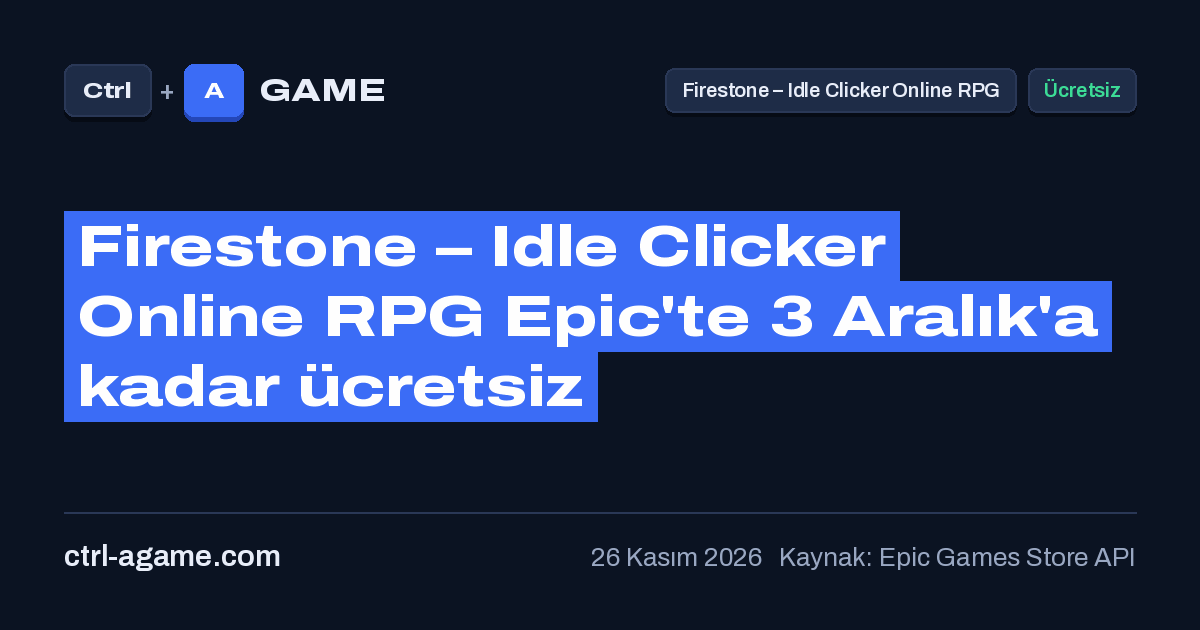 Ctrl + A GAME
Firestone – Idle Clicker Online RPG
Ücretsiz
Firestone – Idle Clicker
Online RPG Epic'te 3 Aralık'a
kadar ücretsiz
ctrl-agame.com
26 Kasım 2026 Kaynak: Epic Games Store API